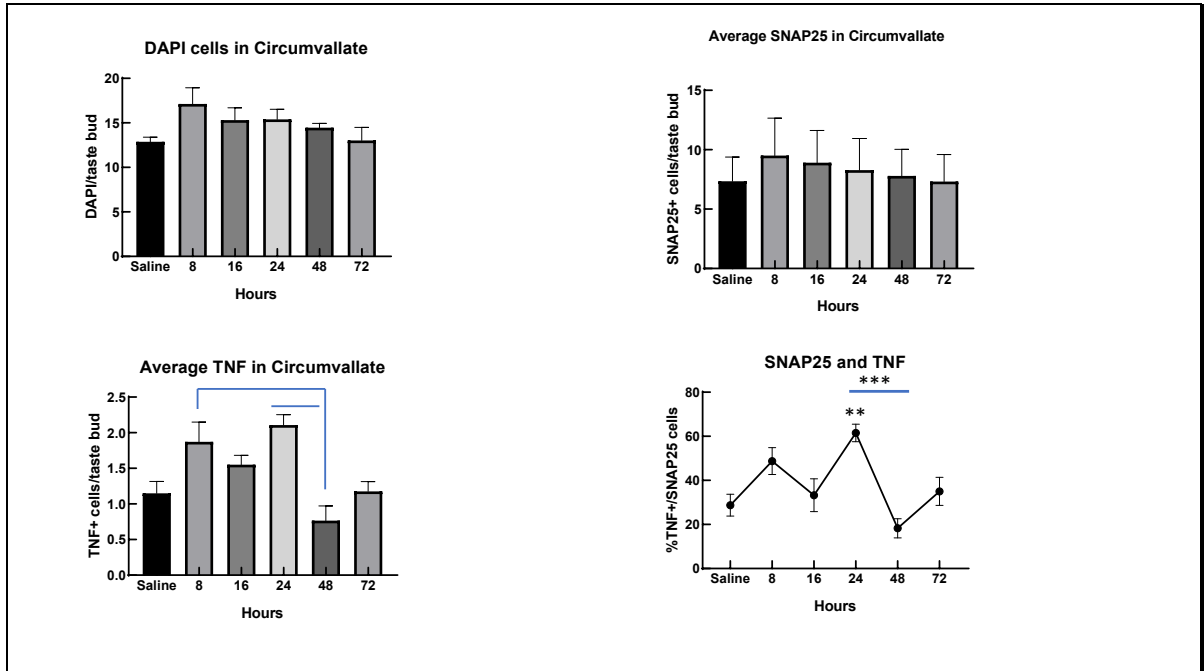 DAPI cells in Circumvallate
DAPI/taste bud
20
15
10
5
0
Saline 8 16 24 48 72
Hours
Average SNAP25 in Circumvallate
SNAP25+ cells/taste bud
15
10
5
0
Saline 8 16 24 48 72
Hours
Average TNF in Circumvallate
TNF+ cells/taste bud
2.5
2.0
1.5
1.0
0.5
0.0
Saline 8 16 24 48 72
Hours
SNAP25 and TNF
%TNF+/SNAP25 cells
80
60
40
20
0
***
**
Saline 8 16 24 48 72
Hours